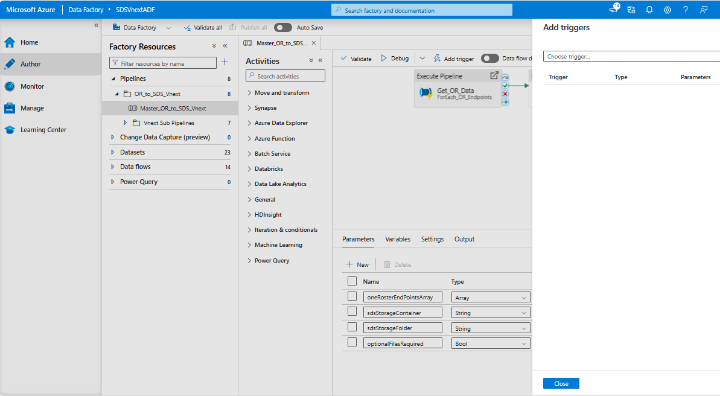 Microsoft Azure
Data Factory
SDSVnextADF
Search factory and documentation
Home
Author
Monitor
Manage
Learning Center
Data Factory
Validate all
Publish all
Auto Save
Factory Resources
Filter resources by name
Pipelines 8
OR_to_SDS_Vnext 8
Master_OR_to_SDS_Vnext
Vnext Sub Pipelines 7
Change Data Capture (preview) 0
Datasets 23
Data flows 14
Power Query 0
Master_OR_to_SDS_Vn...
Activities
Search activities
Move and transform
Synapse
Azure Data Explorer
Azure Function
Batch Service
Databricks
Data Lake Analytics
General
HDInsight
Iteration & conditionals
Machine Learning
Power Query
Validate
Debug
Add trigger
Data flow d
Execute Pipeline
Get_OR_Data
ForEach_OR_Endpoints
Parameters Variables Settings Output
New
Delete
Name Type
oneRosterEndPointsArray Array
sdsStorageContainer String
sdsStorageFolder String
optionalFilesRequired Bool
Add triggers
Choose trigger...
Trigger Type Parameters
Close